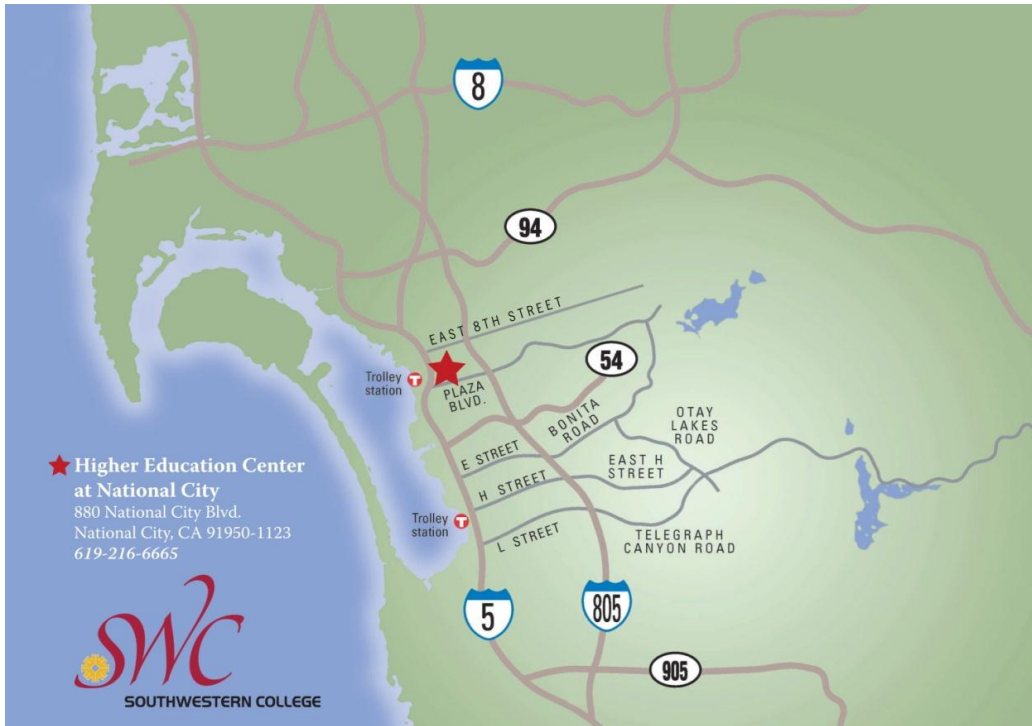 8
94
EAST 8TH STREET
Trolley
station
T
PLAZA
BLVD.
54
BONITA
ROAD
OTAY
LAKES
ROAD
E STREET
EAST H
STREET
H STREET
Trolley
station
T
L STREET
TELEGRAPH
CANYON ROAD
Higher Education Center
at National City
880 National City Blvd.
National City, CA 91950-1123
619-216-6665
5
805
905
SWC
SOUTHWESTERN COLLEGE